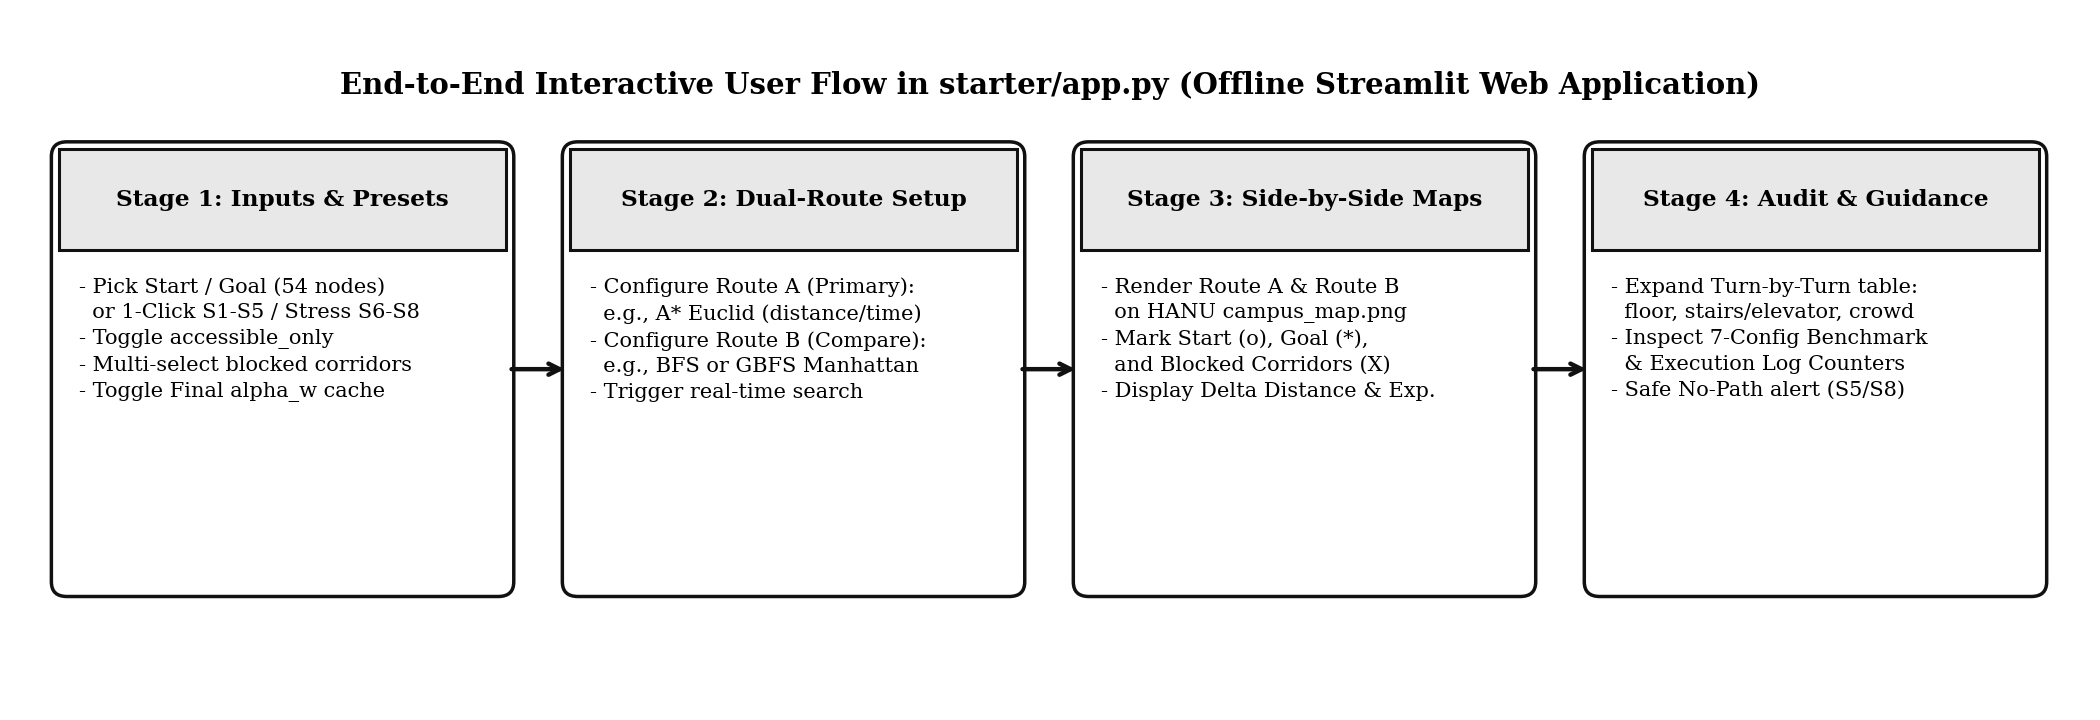 End-to-End Interactive User Flow in starter/app.py (Offline Streamlit Web Application)
Stage 1: Inputs & Presets
- Pick Start / Goal (54 nodes)
or 1-Click S1-S5 / Stress S6-S8
- Toggle accessible_only
- Multi-select blocked corridors
- Toggle Final alpha_w cache
Stage 2: Dual-Route Setup
- Configure Route A (Primary):
e.g., A* Euclid (distance/time)
- Configure Route B (Compare):
e.g., BFS or GBFS Manhattan
- Trigger real-time search
Stage 3: Side-by-Side Maps
- Render Route A & Route B
on HANU campus_map.png
- Mark Start (o), Goal (*),
and Blocked Corridors (X)
- Display Delta Distance & Exp.
Stage 4: Audit & Guidance
- Expand Turn-by-Turn table:
floor, stairs/elevator, crowd
- Inspect 7-Config Benchmark
& Execution Log Counters
- Safe No-Path alert (S5/S8)